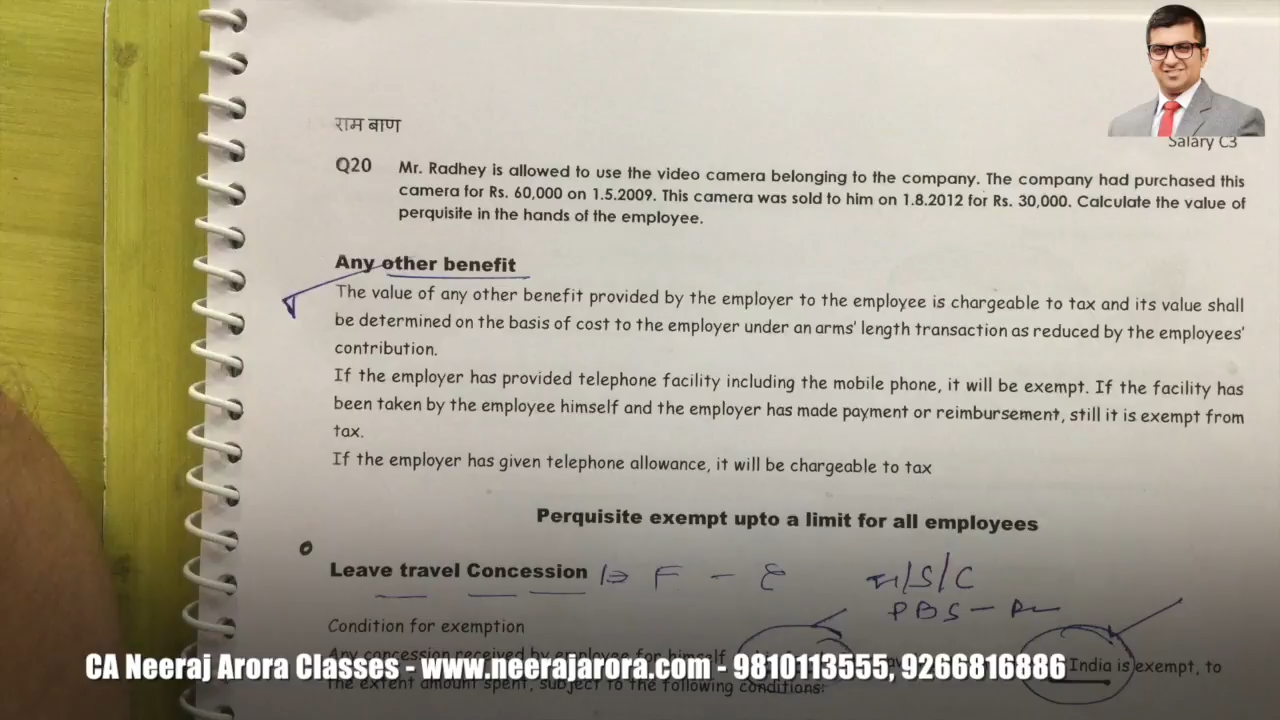 राम बाण
Salary C3
Q20 Mr. Radhey is allowed to use the video camera belonging to the company. The company had purchased this
camera for Rs. 60,000 on 1.5.2009. This camera was sold to him on 1.8.2012 for Rs. 30,000. Calculate the value of
perquisite in the hands of the employee.
Any other benefit
The value of any other benefit provided by the employer to the employee is chargeable to tax and its value shall
be determined on the basis of cost to the employer under an arms' length transaction as reduced by the employees'
contribution.
If the employer has provided telephone facility including the mobile phone, it will be exempt. If the facility has
been taken by the employee himself and the employer has made payment or reimbursement, still it is exempt from
tax.
If the employer has given telephone allowance, it will be chargeable to tax
Perquisite exempt upto a limit for all employees
Leave travel Concession F - E /S/C
PBS -
Condition for exemption
Any concession received by employee for himself
India is exempt, to
the extent amount spent, subject to the following conditions:
CA Neeraj Arora Classes - www.neerajarora.com - 9810113555, 9266816886